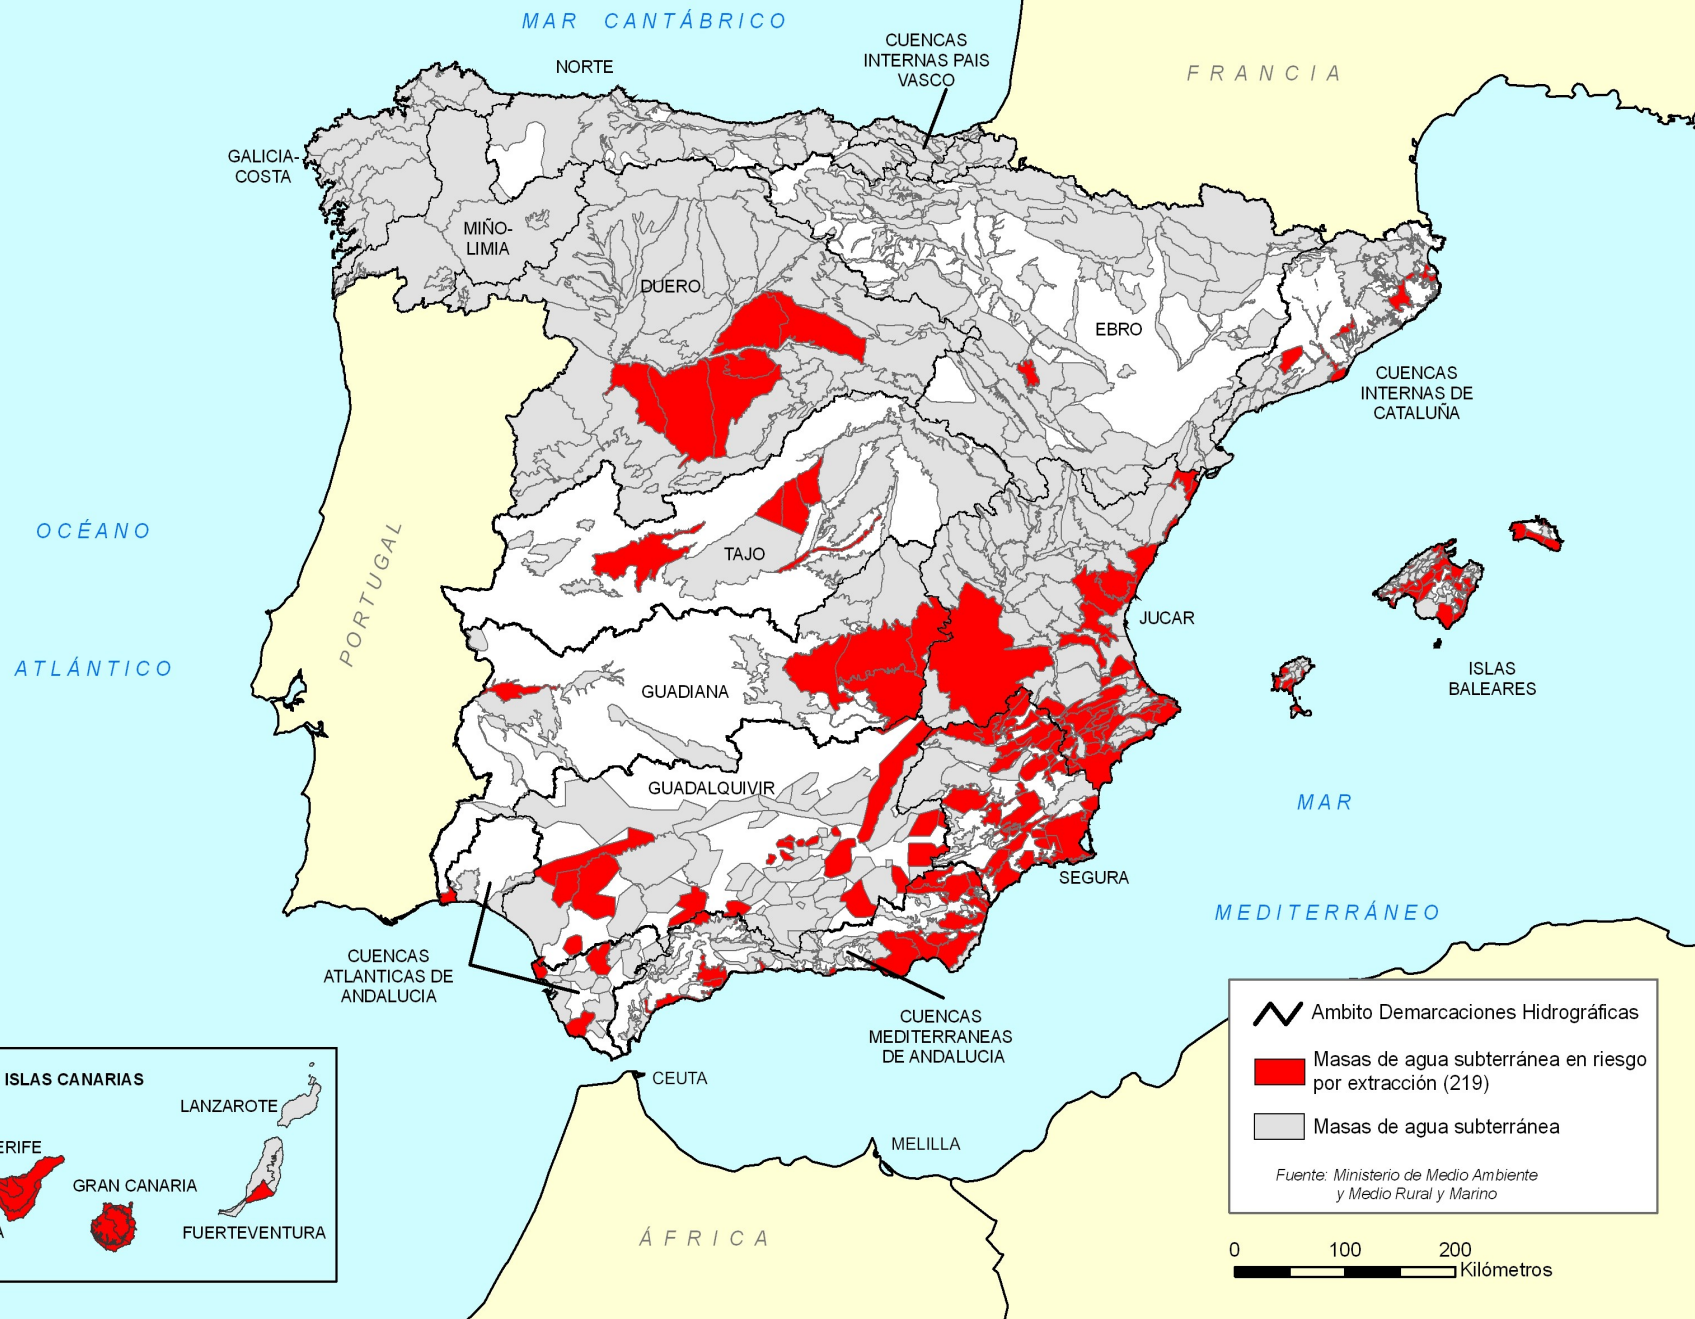 MAR CANTÁBRICO
CUENCAS
INTERNAS PAIS
VASCO
NORTE
FRANCIA
GALICIA-
COSTA
MIÑO-
LIMIA
DUERO
EBRO
CUENCAS
INTERNAS DE
CATALUÑA
OCÉANO
ATLÁNTICO
PORTUGAL
TAJO
JUCAR
ISLAS
BALEARES
GUADIANA
GUADALQUIVIR
MAR
MEDITERRÁNEO
SEGURA
CUENCAS
ATLANTICAS DE
ANDALUCIA
CUENCAS
MEDITERRANEAS
DE ANDALUCIA
CEUTA
MELILLA
ÁFRICA
ISLAS CANARIAS
LANZAROTE
ERIFE
GRAN CANARIA
FUERTEVENTURA
A
Ambito Demarcaciones Hidrográficas
Masas de agua subterránea en riesgo
por extracción (219)
Masas de agua subterránea
Fuente: Ministerio de Medio Ambiente
y Medio Rural y Marino
0 100 200
Kilómetros